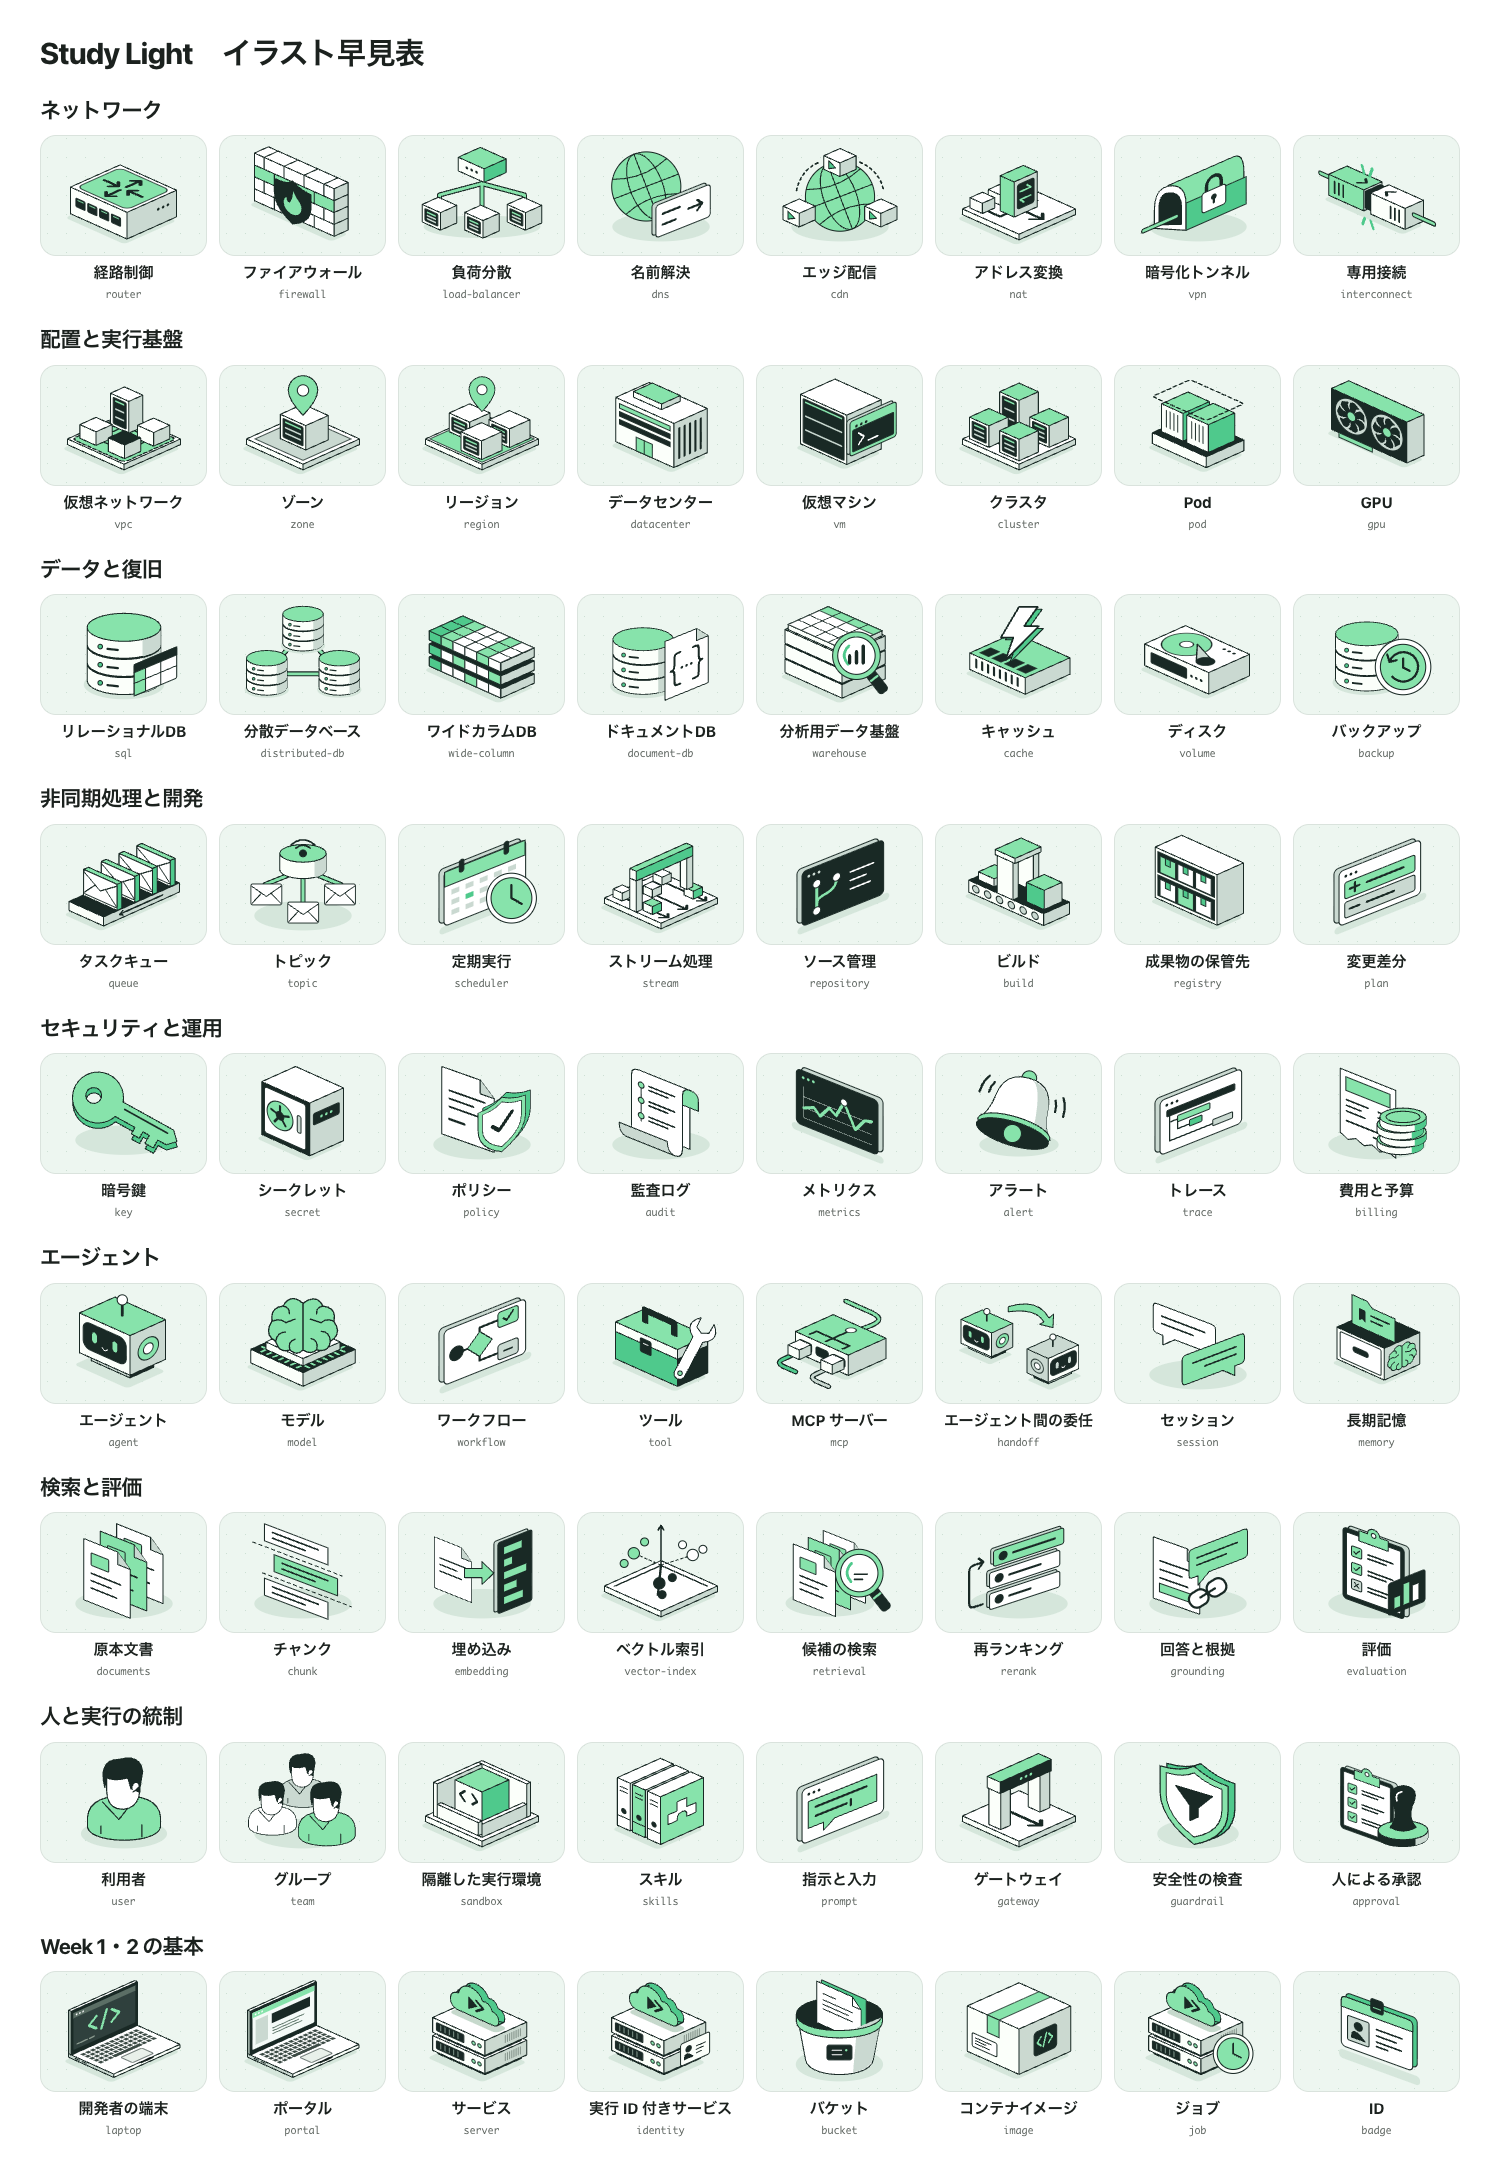 Study Light イラスト早見表
ネットワーク
経路制御 ファイアウォール 負荷分散 名前解決 エッジ配信 アドレス変換 暗号化トンネル 専用接続
router firewall load-balancer dns cdn nat vpn interconnect
配置と実行基盤
仮想ネットワーク ゾーン リージョン データセンター 仮想マシン クラスタ Pod GPU
vpc zone region datacenter vm cluster pod gpu
データと復旧
リレーショナルDB 分散データベース ワイドカラムDB ドキュメントDB 分析用データ基盤 キャッシュ ディスク バックアップ
sql distributed-db wide-column document-db warehouse cache volume backup
非同期処理と開発
タスクキュー トピック 定期実行 ストリーム処理 ソース管理 ビルド 成果物の保管先 変更差分
queue topic scheduler stream repository build registry plan
セキュリティと運用
暗号鍵 シークレット ポリシー 監査ログ メトリクス アラート トレース 費用と予算
key secret policy audit metrics alert trace billing
エージェント
エージェント モデル ワークフロー ツール MCP サーバー エージェント間の委任 セッション 長期記憶
agent model workflow tool mcp handoff session memory
検索と評価
原本文書 チャンク 埋め込み ベクトル索引 候補の検索 再ランキング 回答と根拠 評価
documents chunk embedding vector-index retrieval rerank grounding evaluation
人と実行の統制
利用者 グループ 隔離した実行環境 スキル 指示と入力 ゲートウェイ 安全性の検査 人による承認
user team sandbox skills prompt gateway guardrail approval
Week 1・2 の基本
開発者の端末 ポータル サービス 実行 ID 付きサービス バケット コンテナイメージ ジョブ ID
laptop portal server identity bucket image job badge